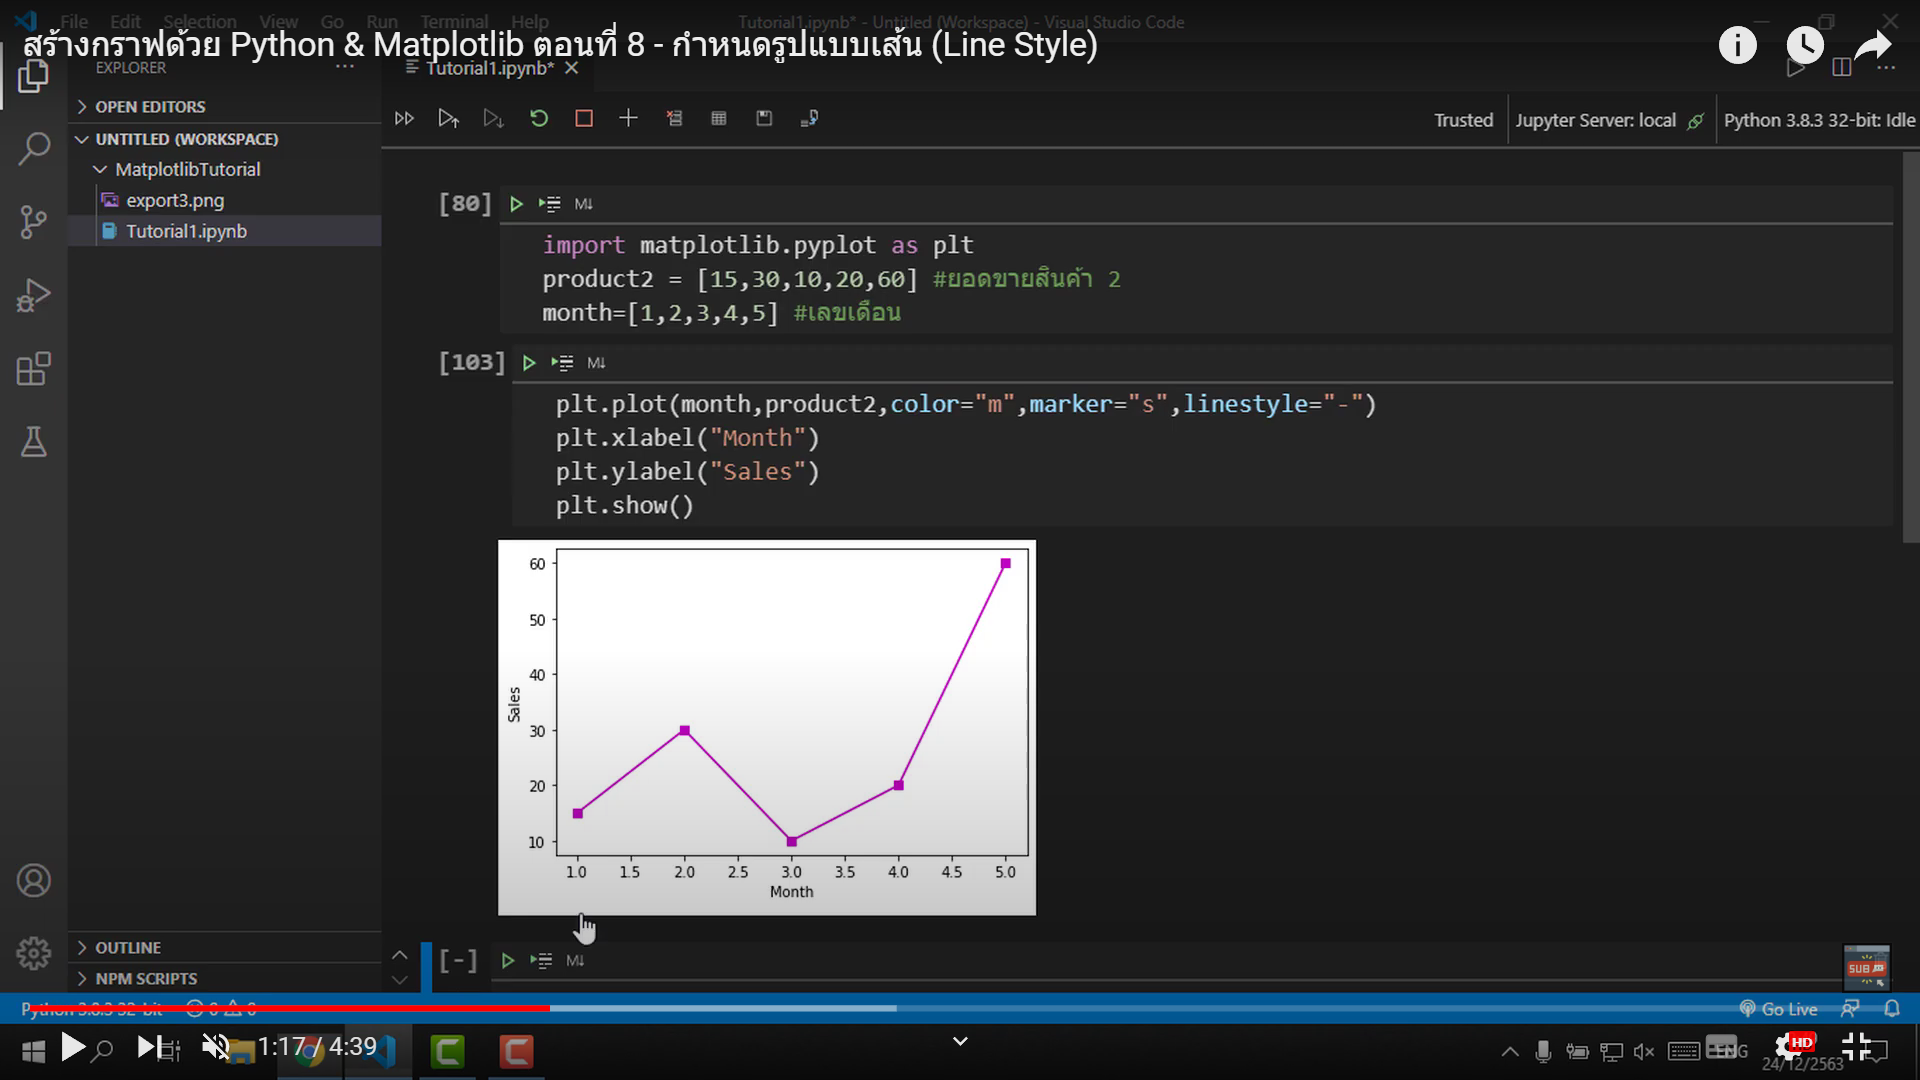 File Edit Selection View Go Run Terminal Help
Tutorial1.ipynb* - Untitled (Workspace) - Visual Studio Code
สร้างกราฟด้วย Python & Matplotlib ตอนที่ 8 - กำหนดรูปแบบเส้น (Line Style)
EXPLORER
Tutorial1.ipynb*
OPEN EDITORS
UNTITLED (WORKSPACE)
MatplotlibTutorial
export3.png
Tutorial1.ipynb
Trusted
Jupyter Server: local
Python 3.8.3 32-bit: Idle
[80]
M↓
import matplotlib.pyplot as plt
product2 = [15,30,10,20,60] #ยอดขายสินค้า 2
month=[1,2,3,4,5] #เลขเดือน
[103]
M↓
plt.plot(month,product2,color="m",marker="s",linestyle="-")
plt.xlabel("Month")
plt.ylabel("Sales")
plt.show()
60
50
40
30
20
10
Sales
1.0 1.5 2.0 2.5 3.0 3.5 4.0 4.5 5.0
Month
[-]
M↓
OUTLINE
NPM SCRIPTS
SUB
Python 3.8.3 32-bit
0 0
Go Live
1:17 / 4:39
ENG
HD
24/12/2563